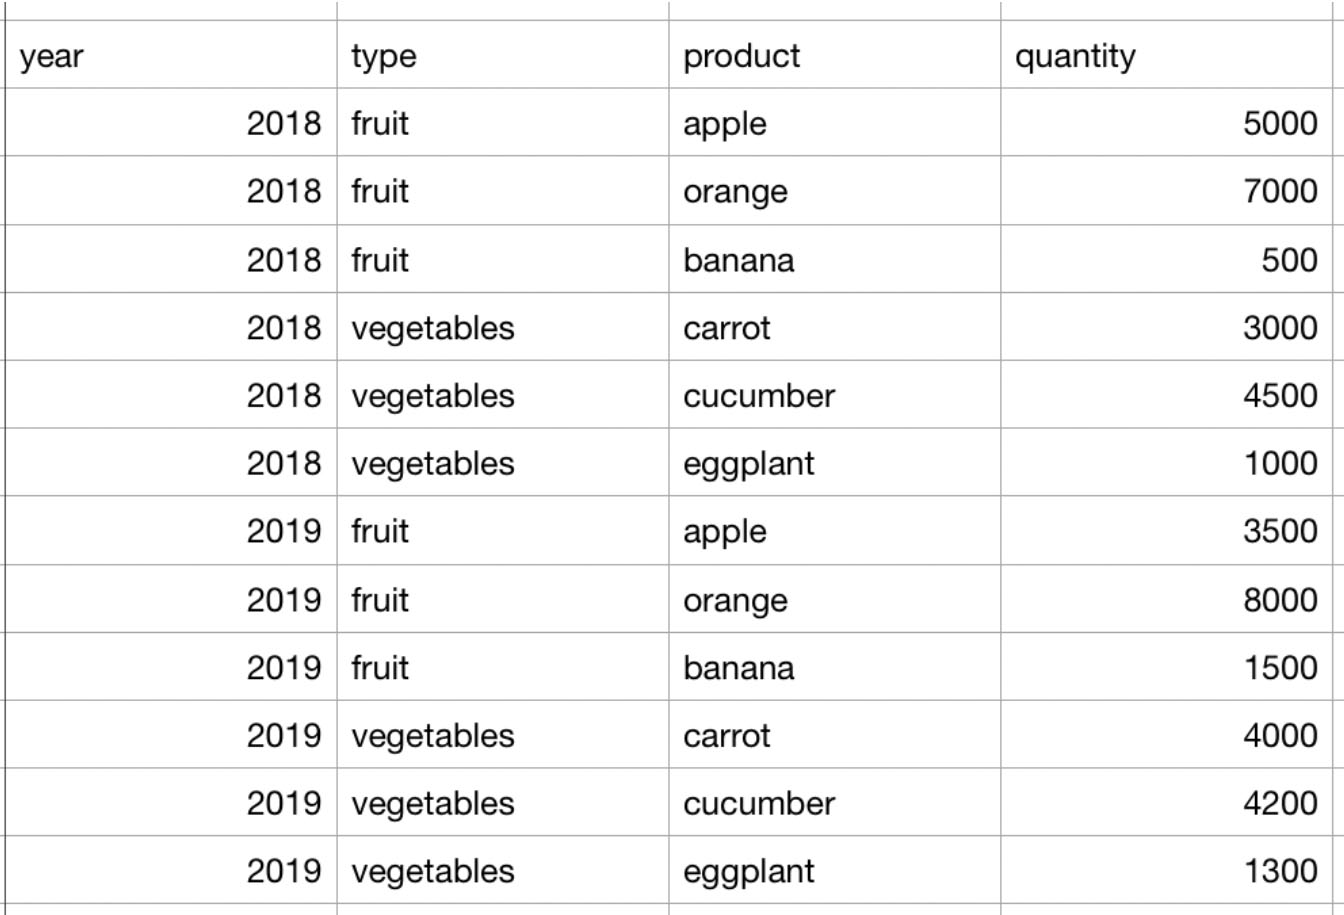 year type product quantity
2018 fruit apple 5000
2018 fruit orange 7000
2018 fruit banana 500
2018 vegetables carrot 3000
2018 vegetables cucumber 4500
2018 vegetables eggplant 1000
2019 fruit apple 3500
2019 fruit orange 8000
2019 fruit banana 1500
2019 vegetables carrot 4000
2019 vegetables cucumber 4200
2019 vegetables eggplant 1300